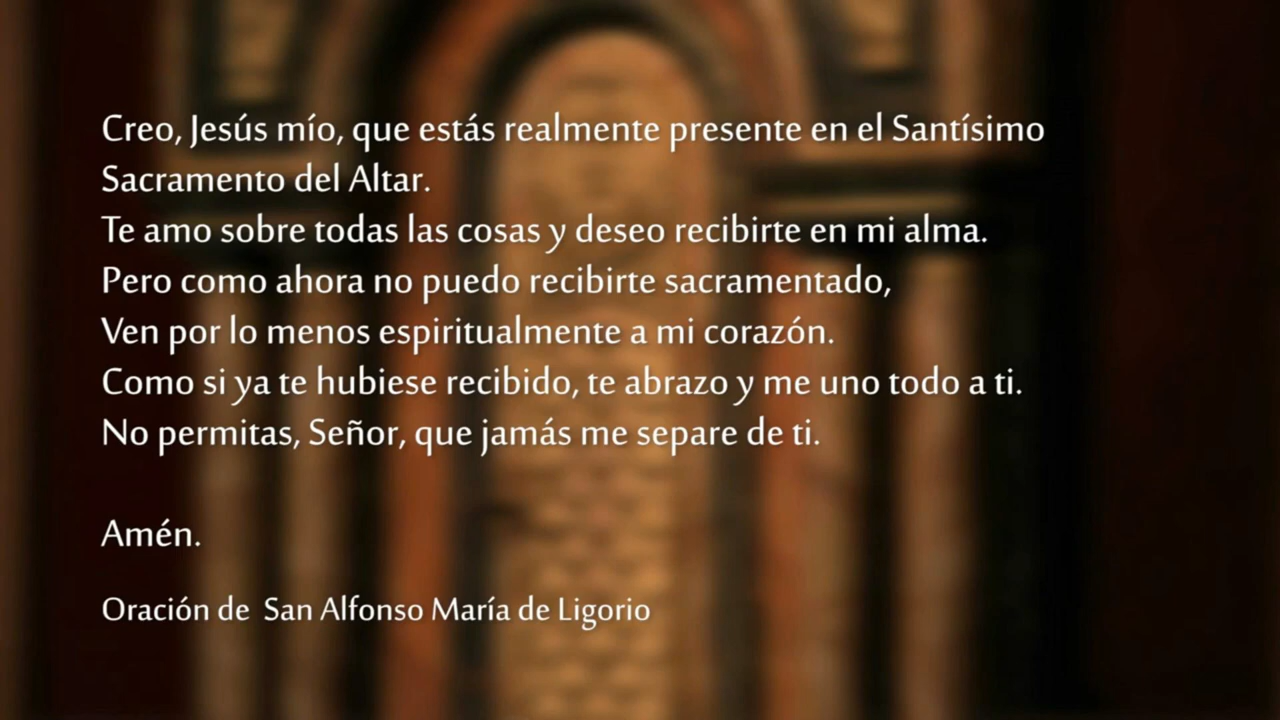 Creo, Jesús mío, que estás realmente presente en el Santísimo
Sacramento del Altar.
Te amo sobre todas las cosas y deseo recibirte en mi alma.
Pero como ahora no puedo recibirte sacramentado,
Ven por lo menos espiritualmente a mi corazón.
Como si ya te hubiese recibido, te abrazo y me uno todo a ti.
No permitas, Señor, que jamás me separe de ti.
Amén.
Oración de  San Alfonso María de Ligorio